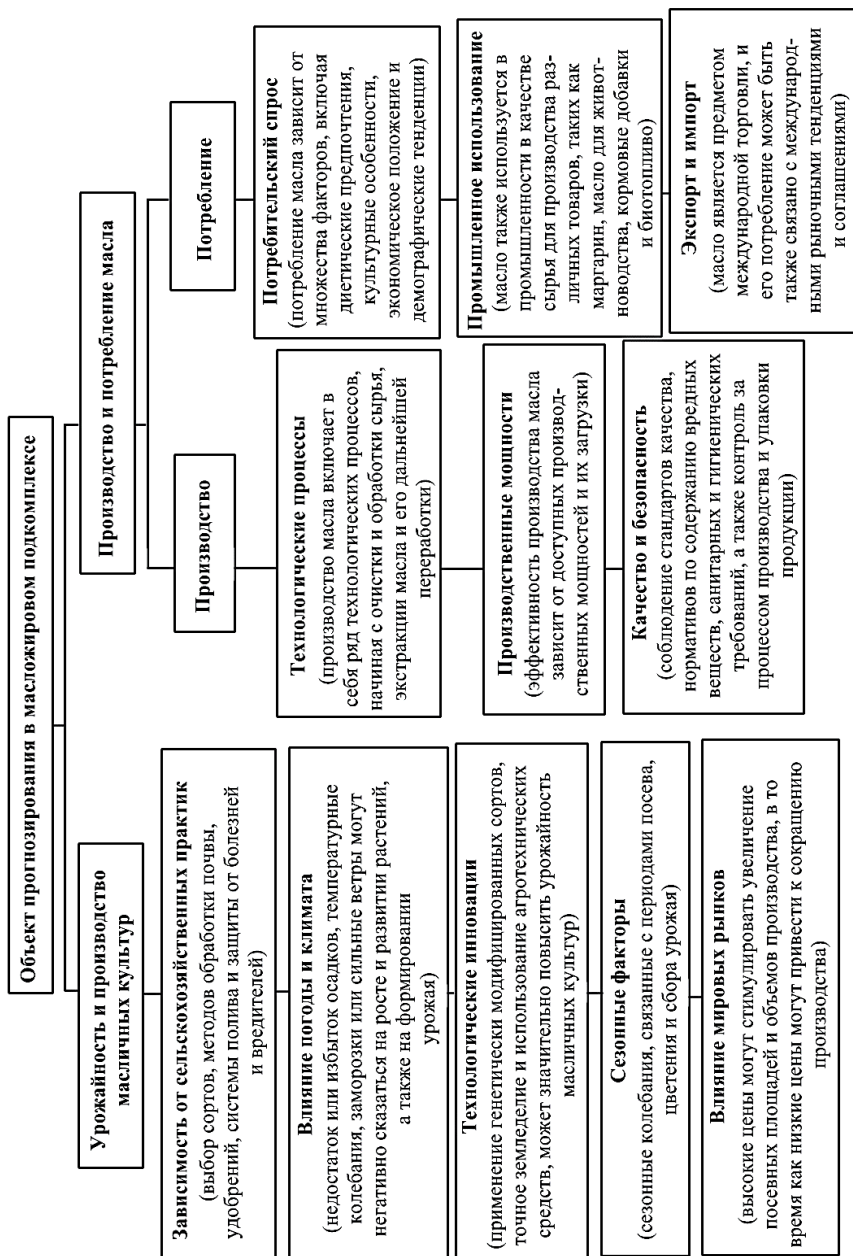 Объект прогнозирования в масложировом подкомплексе
Урожайность и производство
масличных культур
Зависимость от сельскохозяйственных практик
(выбор сортов, методов обработки почвы,
удобрений, системы полива и защиты от болезней
и вредителей)
Влияние погоды и климата
(недостаток или избыток осадков, температурные
колебания, заморозки или сильные ветры могут
негативно сказаться на росте и развитии растений,
а также на формировании
урожая)
Технологические инновации
(применение генетически модифицированных сортов,
точное земледелие и использование агротехнических
средств, может значительно повысить урожайность
масличных культур)
Сезонные факторы
(сезонные колебания, связанные с периодами посева,
цветения и сбора урожая)
Влияние мировых рынков
(высокие цены могут стимулировать увеличение
посевных площадей и объемов производства, в то
время как низкие цены могут привести к сокращению
производства)
Производство и потребление масла
Производство
Технологические процессы
(производство масла включает в
себя ряд технологических процессов,
начиная с очистки и обработки сырья,
экстракции масла и его дальнейшей
переработки)
Производственные мощности
(эффективность производства масла
зависит от доступных производ-
ственных мощностей и их загрузки)
Качество и безопасность
(соблюдение стандартов качества,
нормативов по содержанию вредных
веществ, санитарных и гигиенических
требований, а также контроль за
процессом производства и упаковки
продукции)
Потребление
Потребительский спрос
(потребление масла зависит от
множества факторов, включая
диетические предпочтения,
культурные особенности,
экономическое положение и
демографические тенденции)
Промышленное использование
(масло также используется в
промышленности в качестве
сырья для производства раз-
личных товаров, таких как
маргарин, масло для живот-
новодства, кормовые добавки
и биотопливо)
Экспорт и импорт
(масло является предметом
международной торговли, и
его потребление может быть
также связано с международ-
ными рыночными тенденциями
и соглашениями)